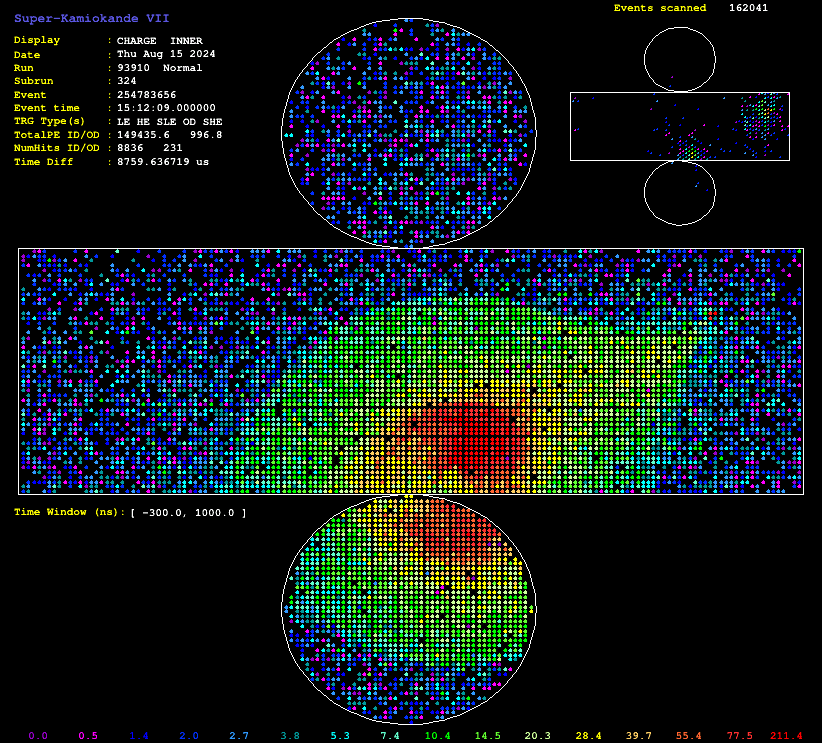 Super-Kamiokande VII
Events scanned 162041
Display : CHARGE INNER
Date : Thu Aug 15 2024
Run : 93910 Normal
Subrun : 324
Event : 254783656
Event time : 15:12:09.000000
TRG Type(s) : LE HE SLE OD SHE
TotalPE ID/OD : 149435.6 996.8
NumHits ID/OD : 8836 231
Time Diff : 8759.636719 us
Time Window (ns): [ -300.0, 1000.0 ]
0.0 0.5 1.4 2.0 2.7 3.8 5.3 7.4 10.4 14.5 20.3 28.4 39.7 55.4 77.5 211.4